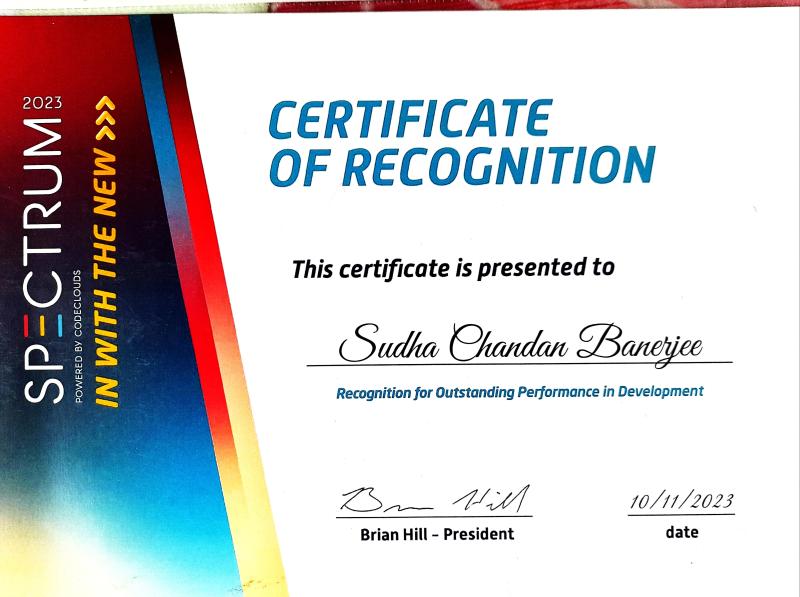 2023
SPECTRUM
POWERED BY CODECLOUDS
IN WITH THE NEW >>>
CERTIFICATE
OF RECOGNITION
This certificate is presented to
Sudha Chandan Banerjee
Recognition for Outstanding Performance in Development
Brian Hill
10/11/2023
Brian Hill - President
date